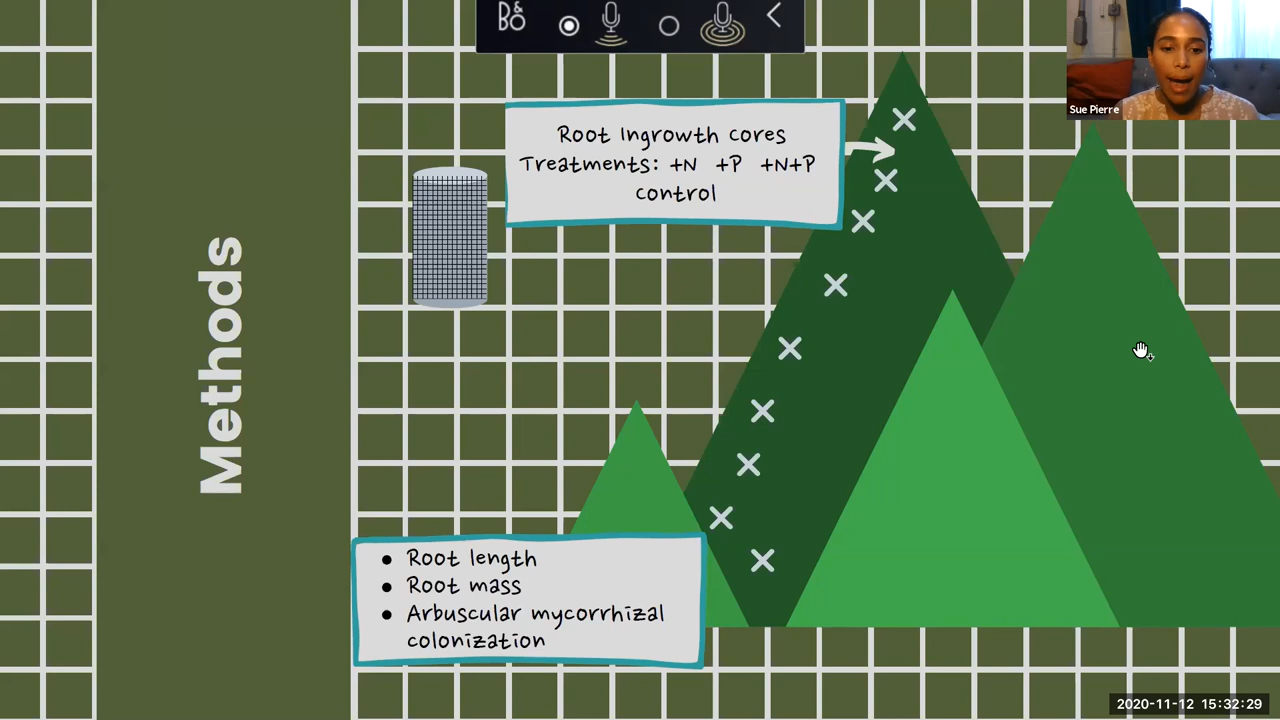 B&O
Sue Pierre
Root Ingrowth cores
Treatments: +N +P +N+P
control
Methods
• Root length
• Root mass
• Arbuscular mycorrhizal
colonization
2020-11-12 15:32:29